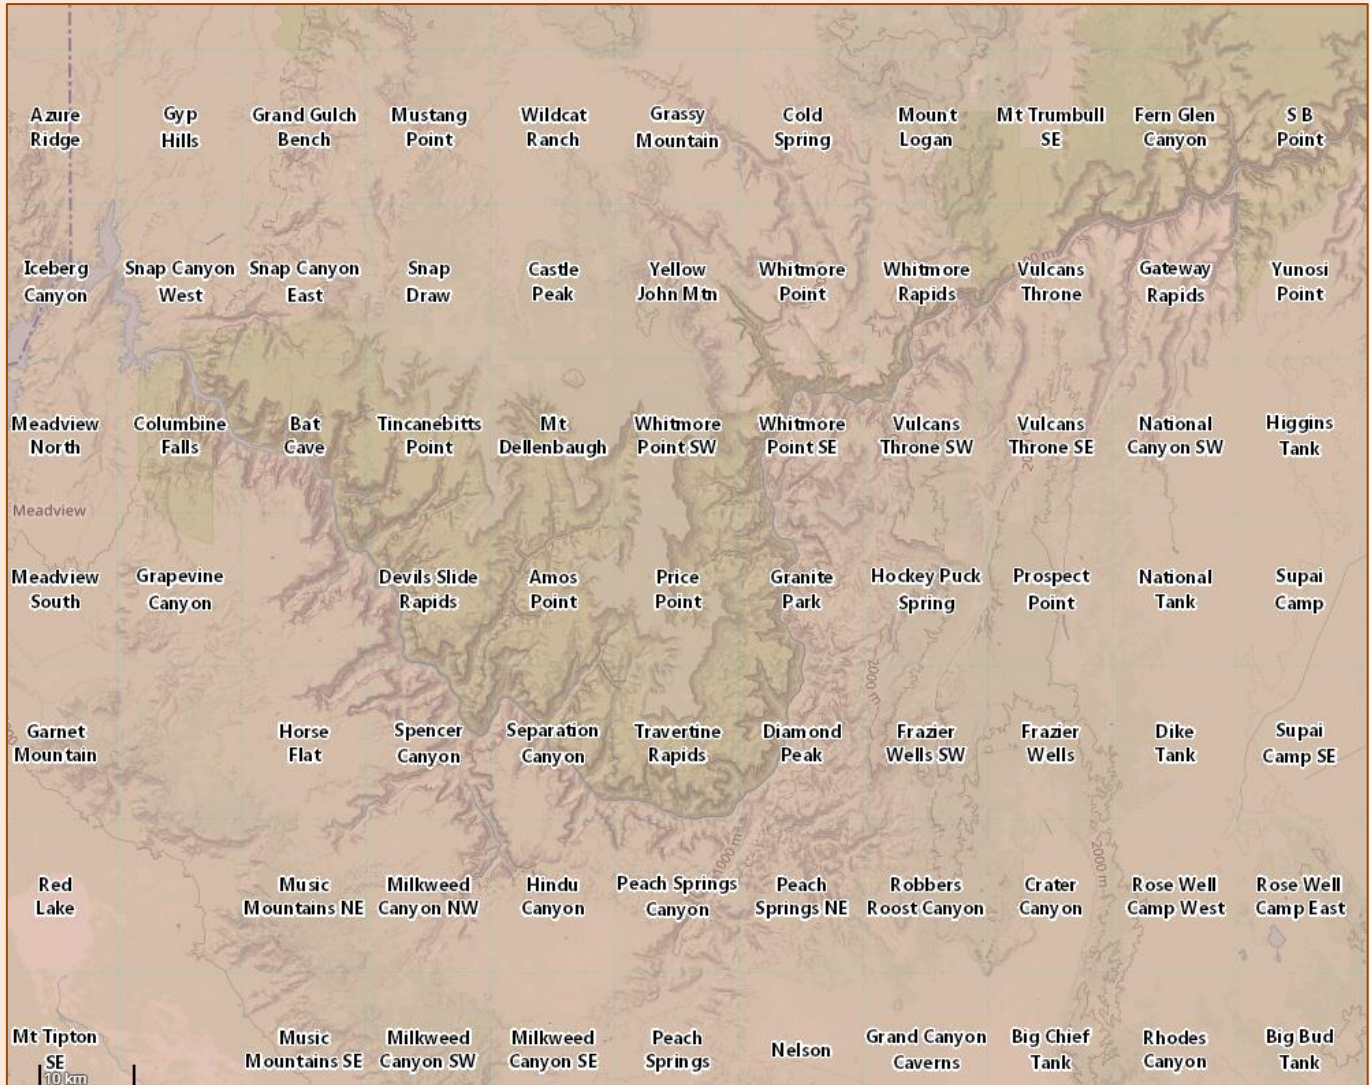 Azure
Ridge
Gyp
Hills
Grand Gulch
Bench
Mustang
Point
Wildcat
Ranch
Grassy
Mountain
Cold
Spring
Mount
Logan
Mt Trumbull
SE
Fern Glen
Canyon
S B
Point
Iceberg
Canyon
Snap Canyon
West
Snap Canyon
East
Snap
Draw
Castle
Peak
Yellow
John Mtn
Whitmore
Point
Whitmore
Rapids
Vulcans
Throne
Gateway
Rapids
Yunosi
Point
Meadview
North
Columbine
Falls
Bat
Cave
Tincanebitts
Point
Mt
Dellenbaugh
Whitmore
Point SW
Whitmore
Point SE
Vulcans
Throne SW
Vulcans
Throne SE
National
Canyon SW
Higgins
Tank
Meadview
Meadview
South
Grapevine
Canyon
Devils Slide
Rapids
Amos
Point
Price
Point
Granite
Park
Hockey Puck
Spring
Prospect
Point
National
Tank
Supai
Camp
2000 m
Garnet
Mountain
Horse
Flat
Spencer
Canyon
Separation
Canyon
Travertine
Rapids
Diamond
Peak
Frazier
Wells SW
Frazier
Wells
Dike
Tank
Supai
Camp SE
1000 m
2000 m
Red
Lake
Music
Mountains NE
Milkweed
Canyon NW
Hindu
Canyon
Peach Springs
Canyon
Peach
Springs NE
Robbers
Roost Canyon
Crater
Canyon
Rose Well
Camp West
Rose Well
Camp East
Mt Tipton
SE
Music
Mountains SE
Milkweed
Canyon SW
Milkweed
Canyon SE
Peach
Springs
Nelson
Grand Canyon
Caverns
Big Chief
Tank
Rhodes
Canyon
Big Bud
Tank
10 km